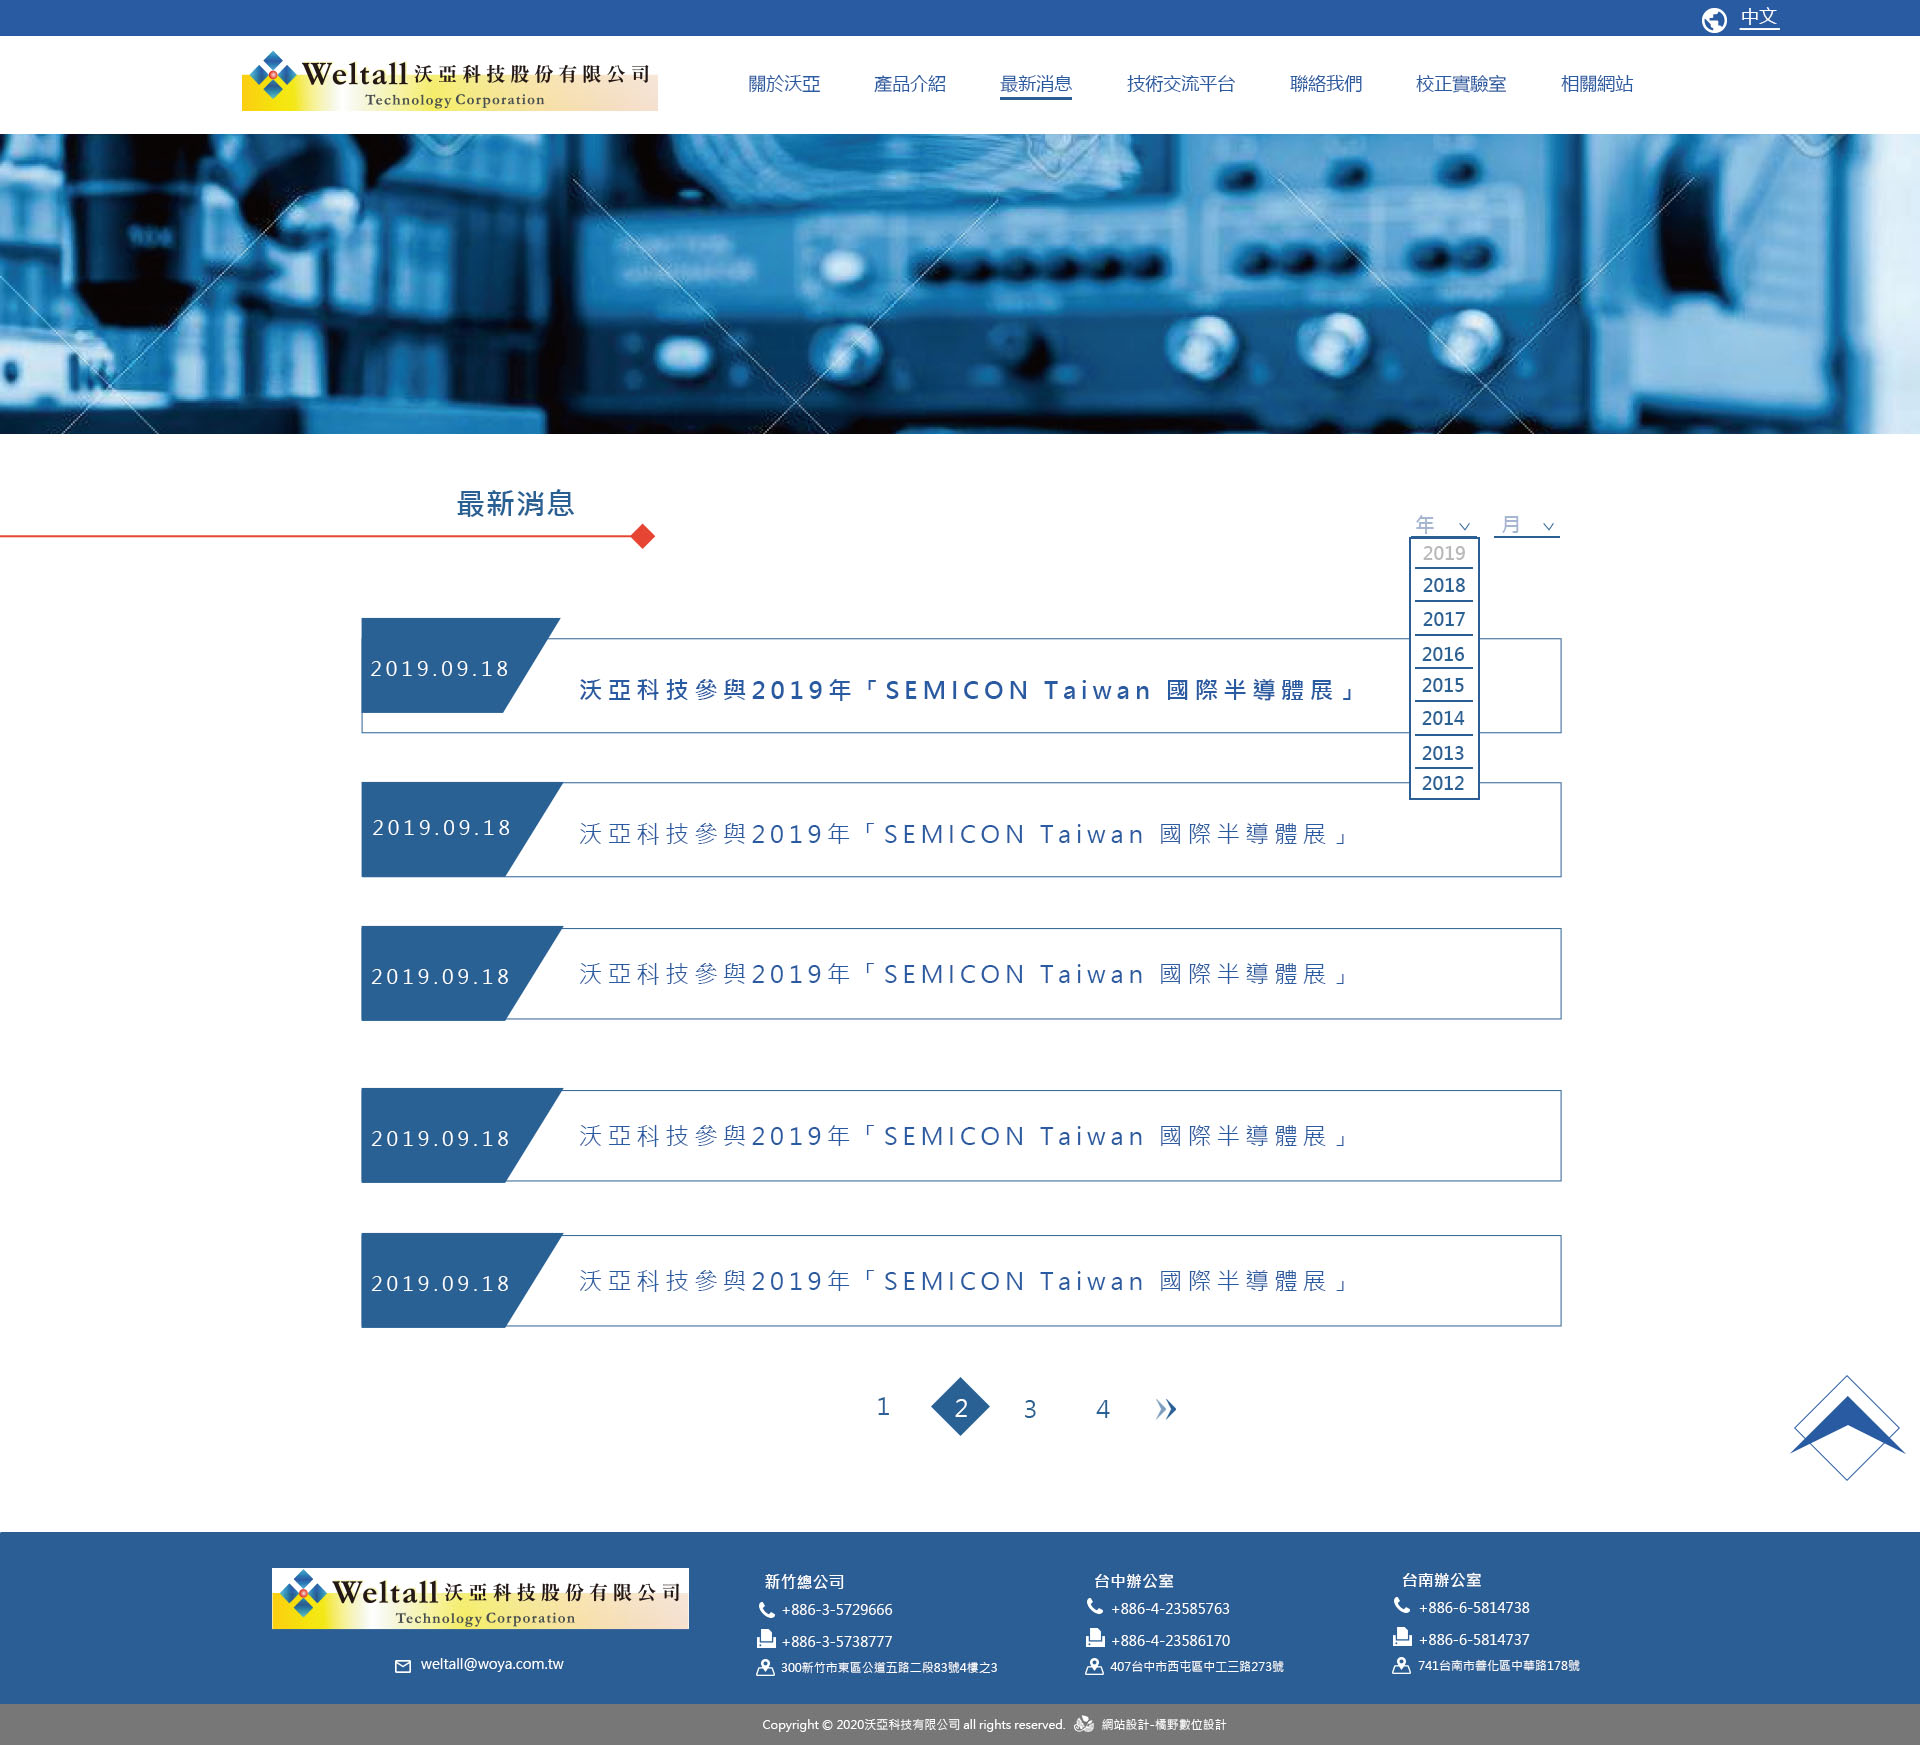 中文
Weltall 沃亞科技股份有限公司
Technology Corporation
關於沃亞 產品介紹 最新消息 技術交流平台 聯絡我們 校正實驗室 相關網站
最新消息
年 月
2019
2018
2017
2016
2015
2014
2013
2012
2019.09.18
沃亞科技參與2019年「SEMICON Taiwan 國際半導體展」
2019.09.18
沃亞科技參與2019年「SEMICON Taiwan 國際半導體展」
2019.09.18
沃亞科技參與2019年「SEMICON Taiwan 國際半導體展」
2019.09.18
沃亞科技參與2019年「SEMICON Taiwan 國際半導體展」
2019.09.18
沃亞科技參與2019年「SEMICON Taiwan 國際半導體展」
1 2 3 4 »
Weltall 沃亞科技股份有限公司
Technology Corporation
weltall@woya.com.tw
新竹總公司
+886-3-5729666
+886-3-5738777
300新竹市東區公道五路二段83號4樓之3
台中辦公室
+886-4-23585763
+886-4-23586170
407台中市西屯區中工三路273號
台南辦公室
+886-6-5814738
+886-6-5814737
741台南市善化區中華路178號
Copyright © 2020沃亞科技有限公司 all rights reserved. 網站設計-橘野數位設計